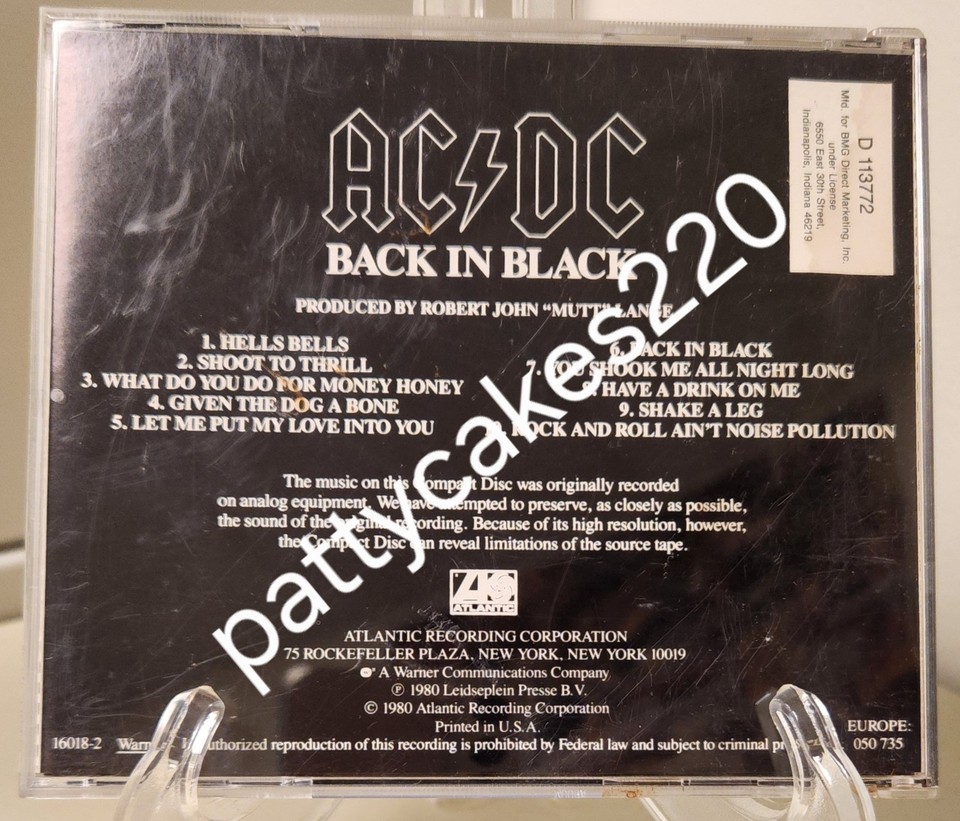 AC⚡DC
BACK IN BLACK
PRODUCED BY ROBERT JOHN “MUTT” LANGE
1. HELLS BELLS
2. SHOOT TO THRILL
3. WHAT DO YOU DO FOR MONEY HONEY
4. GIVEN THE DOG A BONE
5. LET ME PUT MY LOVE INTO YOU
6. BACK IN BLACK
7. YOU SHOOK ME ALL NIGHT LONG
8. HAVE A DRINK ON ME
9. SHAKE A LEG
10. ROCK AND ROLL AIN'T NOISE POLLUTION
The music on this Compact Disc was originally recorded
on analog equipment. We have attempted to preserve, as closely as possible,
the sound of the original recording. Because of its high resolution, however,
the Compact Disc can reveal limitations of the source tape.
ATLANTIC
ATLANTIC RECORDING CORPORATION
75 ROCKEFELLER PLAZA, NEW YORK, NEW YORK 10019
A Warner Communications Company
℗ 1980 Leidseplein Presse B.V.
© 1980 Atlantic Recording Corporation
Printed in U.S.A.
16018-2 Unauthorized reproduction of this recording is prohibited by Federal law and subject to criminal
EUROPE:
050 735
D 113772
Mfd. for BMG Direct Marketing, Inc.
under License
6550 East 30th Street,
Indianapolis, Indiana 46219
pattycakes220